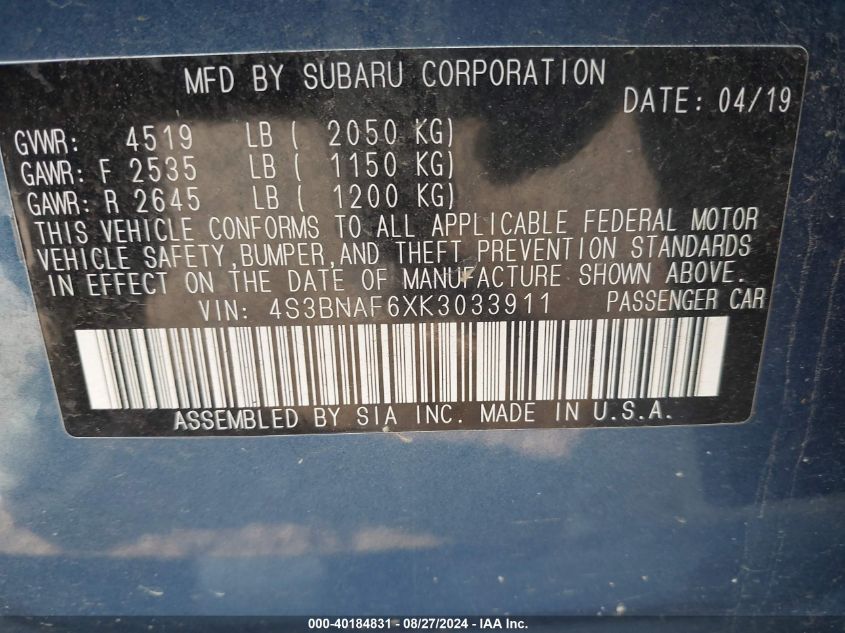 MFD BY SUBARU CORPORATION
DATE: 04/19
GVWR: 4519 LB ( 2050 KG)
GAWR: F 2535 LB ( 1150 KG)
GAWR: R 2645 LB ( 1200 KG)
THIS VEHICLE CONFORMS TO ALL APPLICABLE FEDERAL MOTOR
VEHICLE SAFETY,BUMPER,AND THEFT PREVENTION STANDARDS
IN EFFECT ON THE DATE OF MANUFACTURE SHOWN ABOVE.
VIN: 4S3BNAF6XK3033911 PASSENGER CAR
ASSEMBLED BY SIA INC. MADE IN U.S.A.
000-40184831 - 08/27/2024 - IAA Inc.